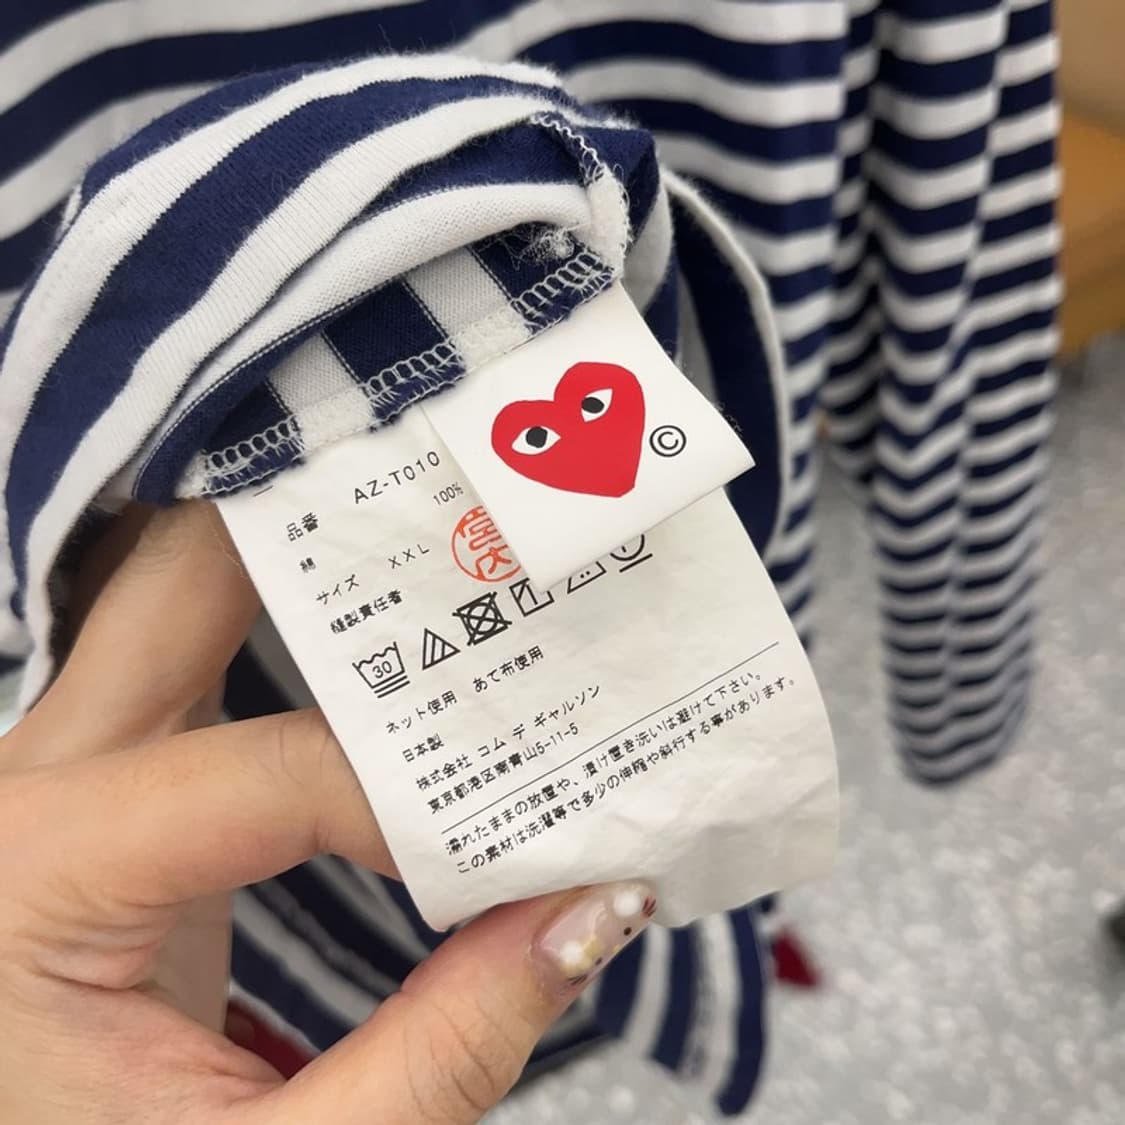 ©
品番 AZ-T010
綿 100%
サイズ XXL
縫製責任者 宮内
30
ネット使用 あて布使用
日本製
株式会社 コム デ ギャルソン
東京都港区南青山5-11-5
濡れたままの放置や、漬け置き洗いは避けて下さい。
この素材は洗濯等で多少の伸縮や斜行する事があります。